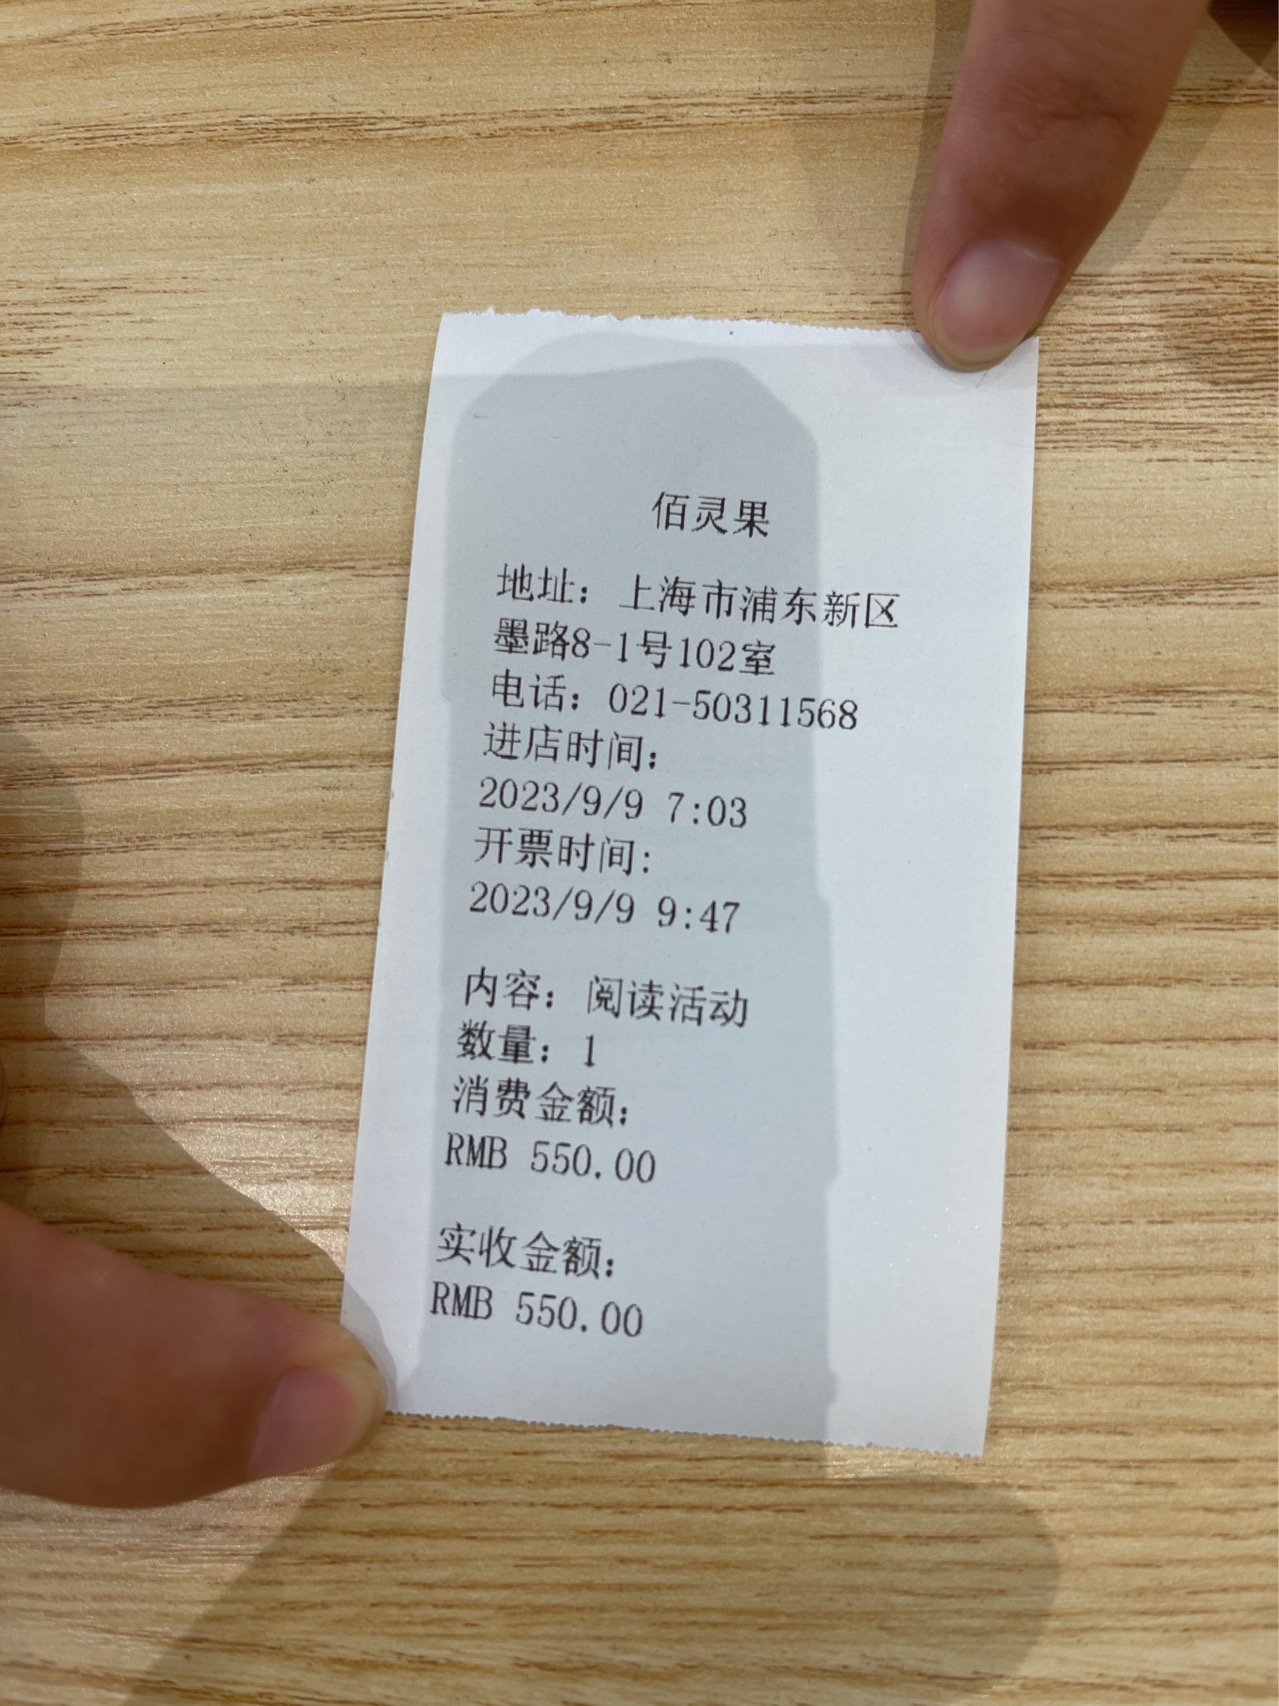 佰灵果
地址：上海市浦东新区
墨路8-1号102室
电话：021-50311568
进店时间：
2023/9/9 7:03
开票时间:
2023/9/9 9:47
内容：阅读活动
数量：1
消费金额：
RMB 550.00
实收金额：
RMB 550.00